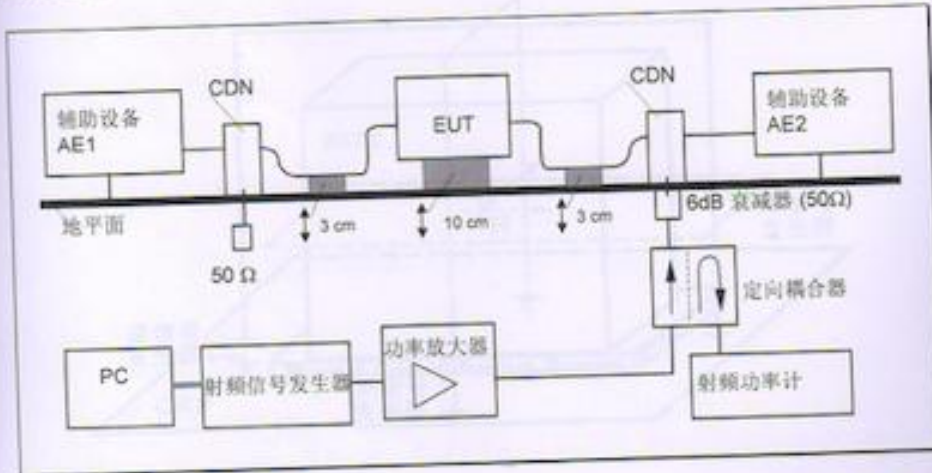 CDN
CDN
辅助设备
AE1
EUT
辅助设备
AE2
地平面
3 cm
10 cm
3 cm
6dB 衰减器 (50Ω)
50 Ω
定向耦合器
PC
射频信号发生器
功率放大器
射频功率计